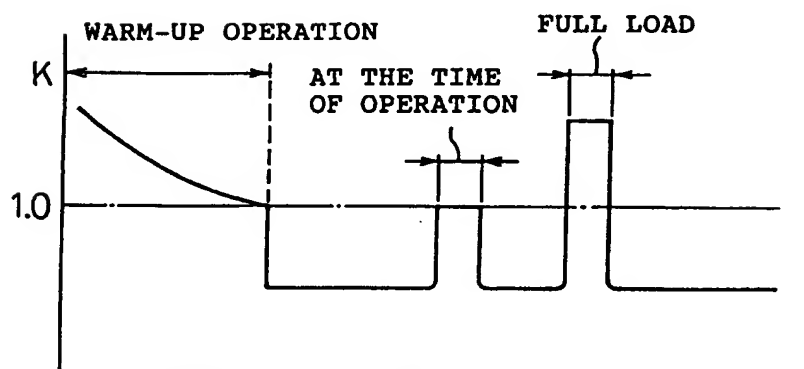 WARM-UP OPERATION
FULL LOAD
K
AT THE TIME
OF OPERATION
1.0